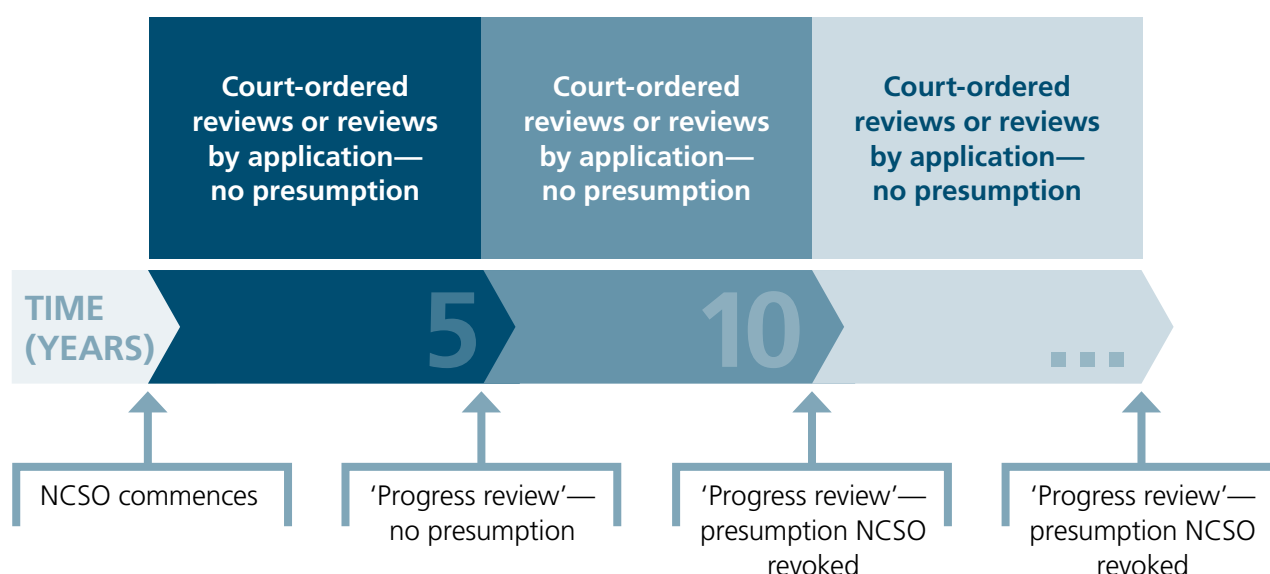 Court-ordered
reviews or reviews
by application—
no presumption
Court-ordered
reviews or reviews
by application—
no presumption
Court-ordered
reviews or reviews
by application—
no presumption
TIME
(YEARS)
5
10
...
NCSO commences
‘Progress review’—
no presumption
‘Progress review’—
presumption NCSO
revoked
‘Progress review’—
presumption NCSO
revoked